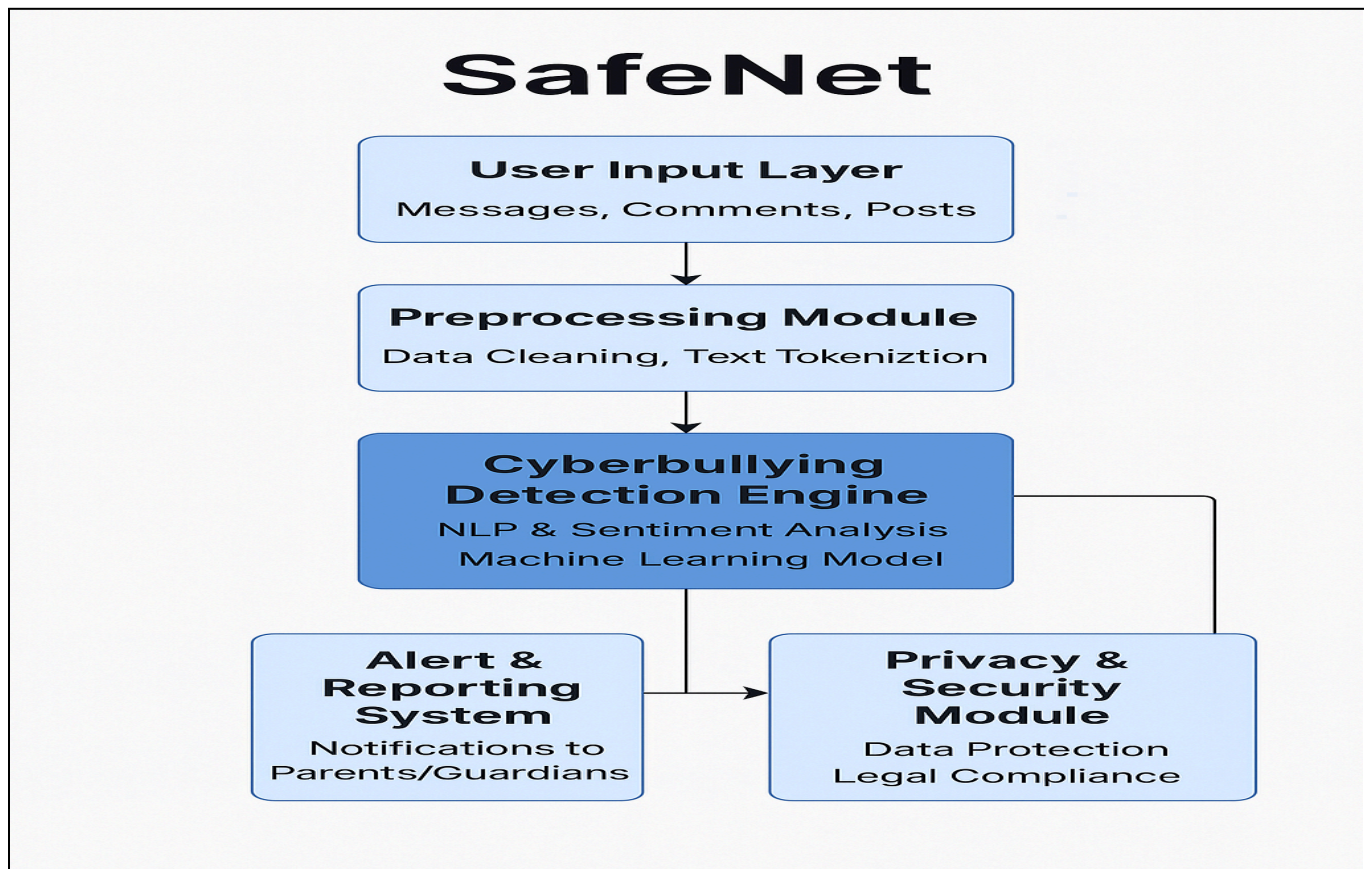 SafeNet
User Input Layer
Messages, Comments, Posts
Preprocessing Module
Data Cleaning, Text Tokeniztion
Cyberbullying
Detection Engine
NLP & Sentiment Analysis
Machine Learning Model
Alert &
Reporting
System
Notifications to
Parents/Guardians
Privacy &
Security
Module
Data Protection
Legal Compliance